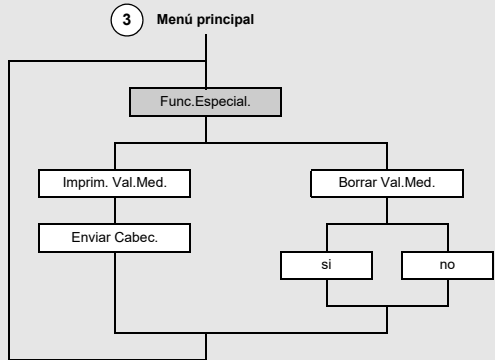 3 Menú principal
Func.Especial.
Imprim. Val.Med.
Borrar Val.Med.
Enviar Cabec.
si
no